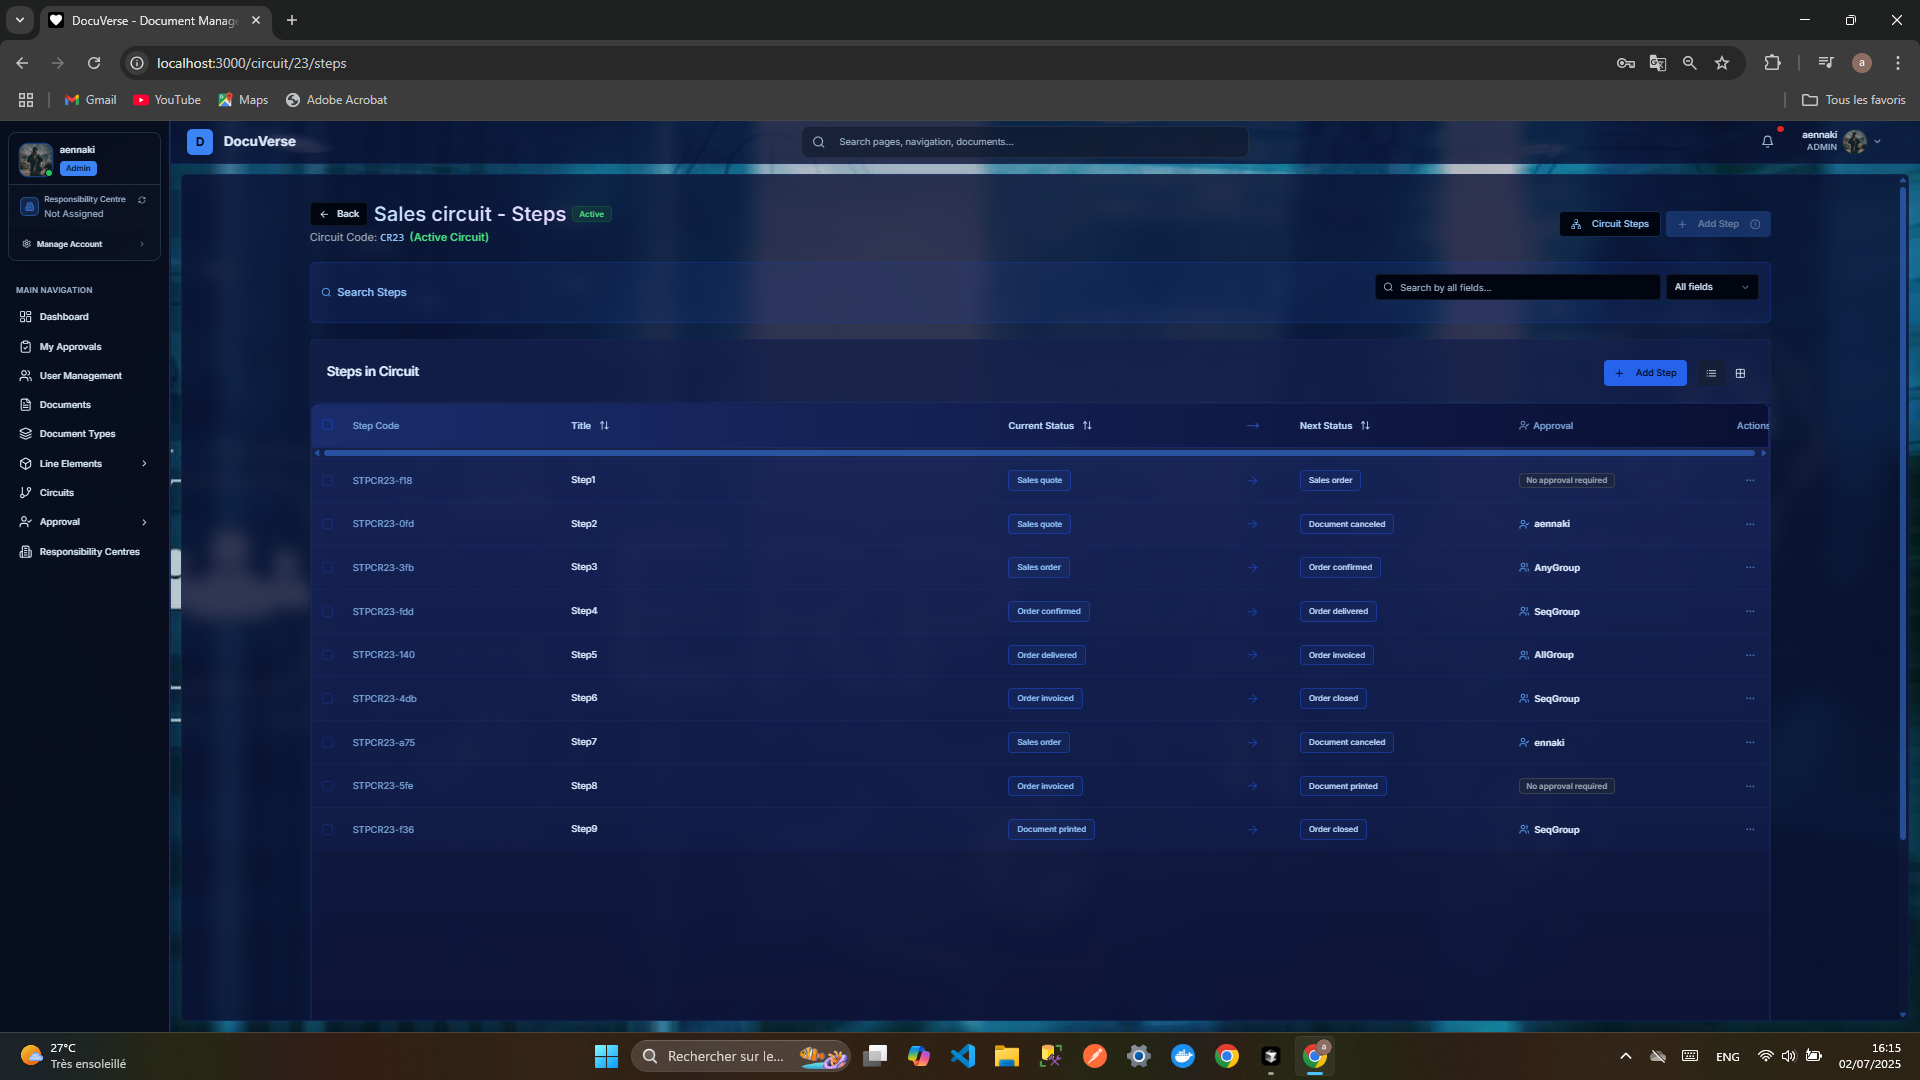 DocuVerse - Document Manag
localhost:3000/circuit/23/steps
a
Gmail
YouTube
Maps
Adobe Acrobat
Tous les favoris
aennaki
Admin
Responsibility Centre
Not Assigned
Manage Account
MAIN NAVIGATION
Dashboard
My Approvals
User Management
Documents
Document Types
Line Elements
Circuits
Approval
Responsibility Centres
D
DocuVerse
Search pages, navigation, documents...
aennaki
ADMIN
Back
Sales circuit - Steps
Active
Circuit Code: CR23 (Active Circuit)
Circuit Steps
Add Step
Search Steps
Search by all fields...
All fields
Steps in Circuit
Add Step
Step Code Title Current Status Next Status Approval Actions
STPCR23-f18 Step1 Sales quote Sales order No approval required
STPCR23-0fd Step2 Sales quote Document canceled aennaki
STPCR23-3fb Step3 Sales order Order confirmed AnyGroup
STPCR23-fdd Step4 Order confirmed Order delivered SeqGroup
STPCR23-140 Step5 Order delivered Order invoiced AllGroup
STPCR23-4db Step6 Order invoiced Order closed SeqGroup
STPCR23-a75 Step7 Sales order Document canceled ennaki
STPCR23-5fe Step8 Order invoiced Document printed No approval required
STPCR23-f36 Step9 Document printed Order closed SeqGroup
27°C
Très ensoleillé
Rechercher sur le...
a
ENG
16:15
02/07/2025